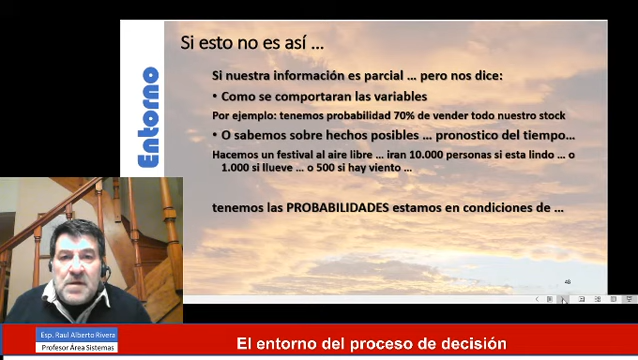 Si esto no es así ...
Entorno
Si nuestra información es parcial ... pero nos dice:
• Como se comportaran las variables
Por ejemplo: tenemos probabilidad 70% de vender todo nuestro stock
• O sabemos sobre hechos posibles ... pronostico del tiempo...
Hacemos un festival al aire libre ... iran 10.000 personas si esta lindo ... o
1.000 si llueve ... o 500 si hay viento ...
tenemos las PROBABILIDADES estamos en condiciones de ...
48
Esp. Raul Alberto Rivera
Profesor Área Sistemas
El entorno del proceso de decisión